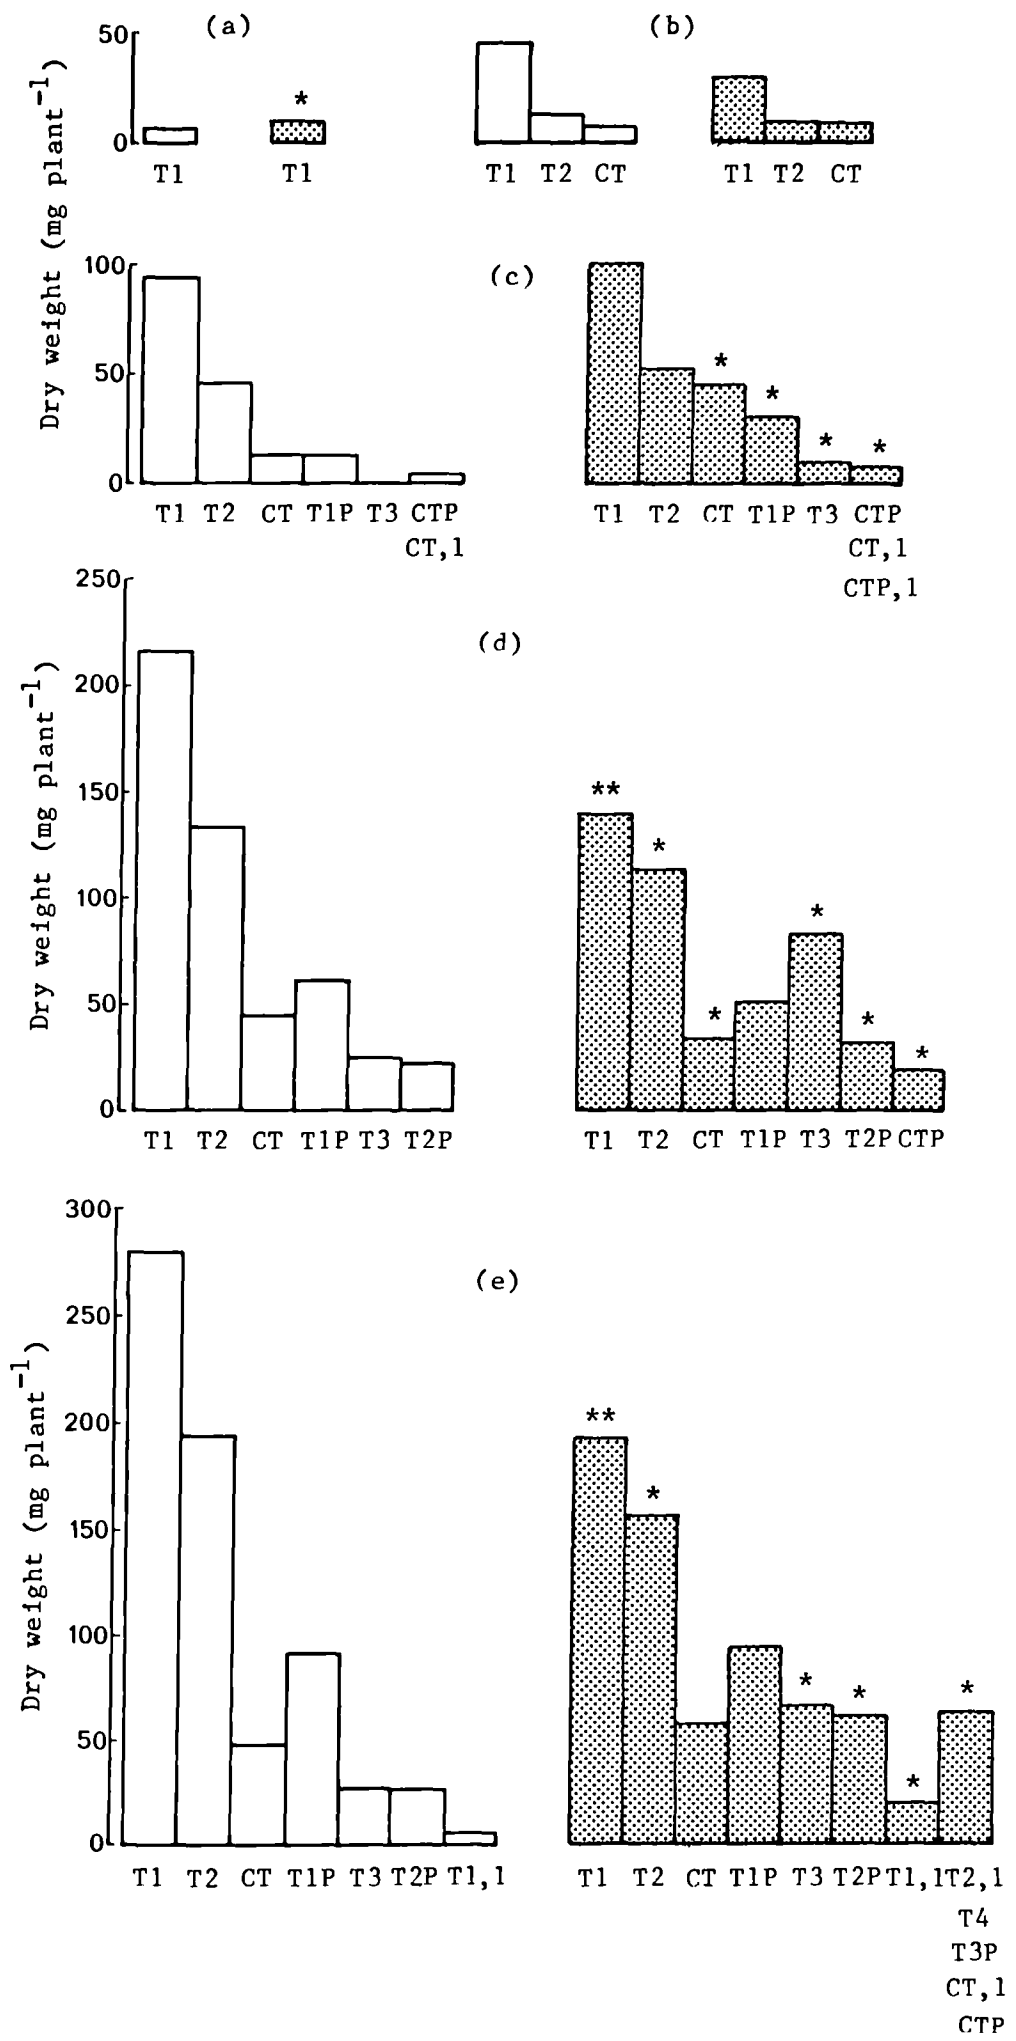 (a) (b)
Dry weight (mg plant⁻¹)
50
0
*
T1 T1 T1 T2 CT T1 T2 CT
(c)
100
50
0
* * * *
T1 T2 CT T1P T3 CTP T1 T2 CT T1P T3 CTP
CT,1 CT,1
CTP,1
(d)
Dry weight (mg plant⁻¹)
250
200
150
100
50
0
** * * * * *
T1 T2 CT T1P T3 T2P T1 T2 CT T1P T3 T2P CTP
(e)
Dry weight (mg plant⁻¹)
300
250
200
150
100
50
0
** * * * * *
T1 T2 CT T1P T3 T2P T1,1 T1 T2 CT T1P T3 T2P T1,1 T2,1
T4
T3P
CT,1
CTP